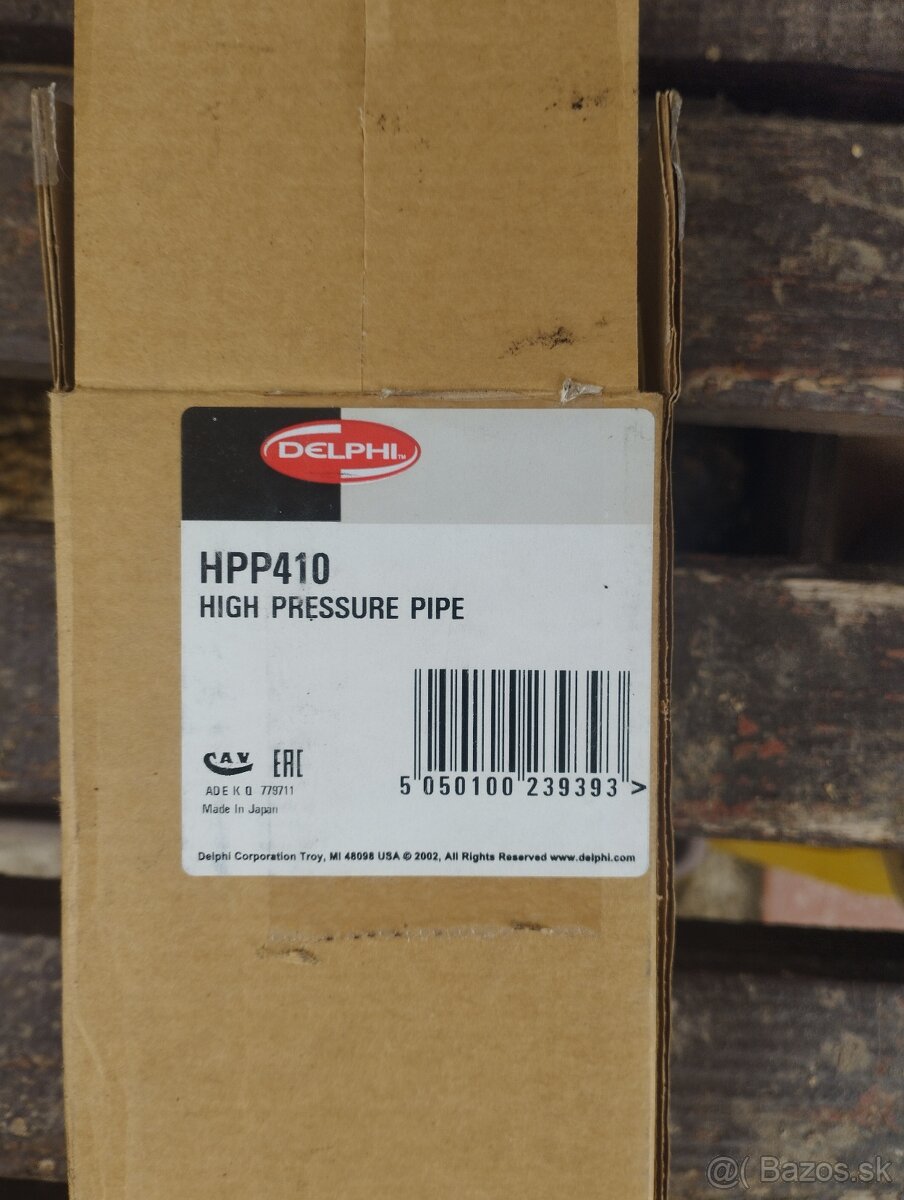 DELPHI™
HPP410
HIGH PRESSURE PIPE
CAV EAC
ADE K Q 779711
Made In Japan
5 050100 239393 >
Delphi Corporation Troy, MI 48098 USA © 2002, All Rights Reserved www.delphi.com
@( Bazos.sk